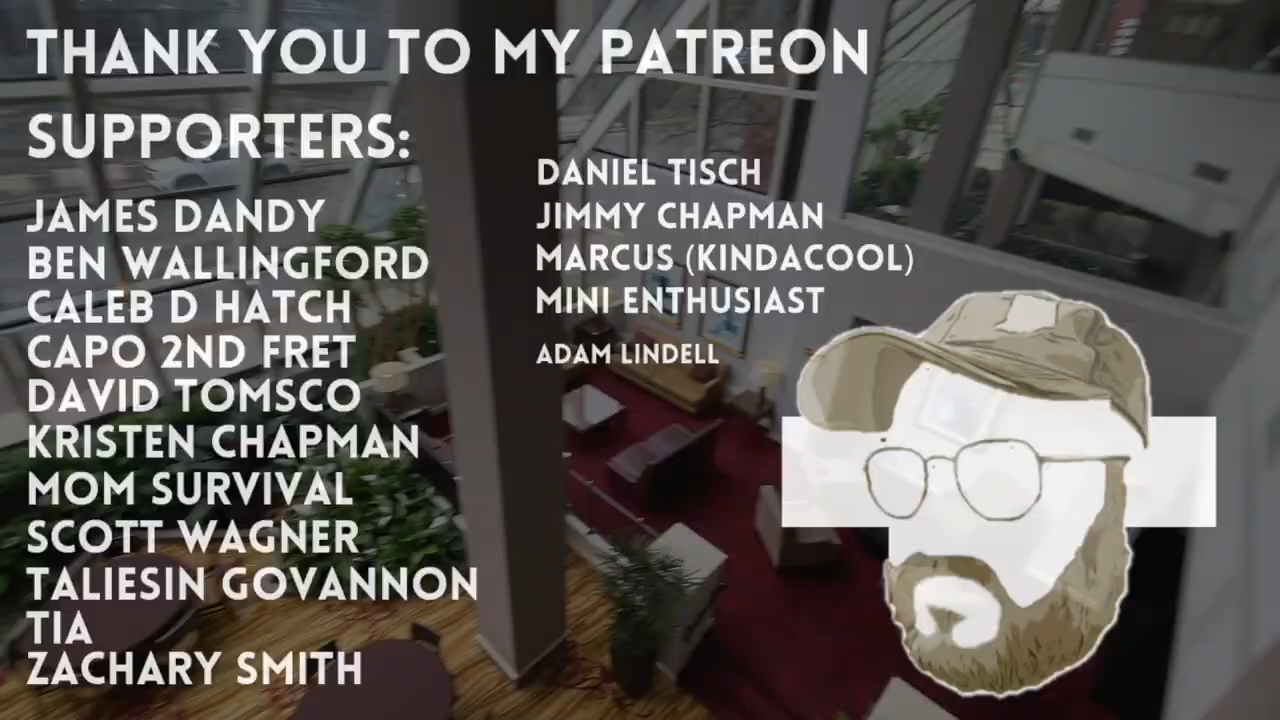 THANK YOU TO MY PATREON
SUPPORTERS:
JAMES DANDY
BEN WALLINGFORD
CALEB D HATCH
CAPO 2ND FRET
DAVID TOMSCO
KRISTEN CHAPMAN
MOM SURVIVAL
SCOTT WAGNER
TALIESIN GOVANNON
TIA
ZACHARY SMITH
DANIEL TISCH
JIMMY CHAPMAN
MARCUS (KINDACOOL)
MINI ENTHUSIAST
ADAM LINDELL